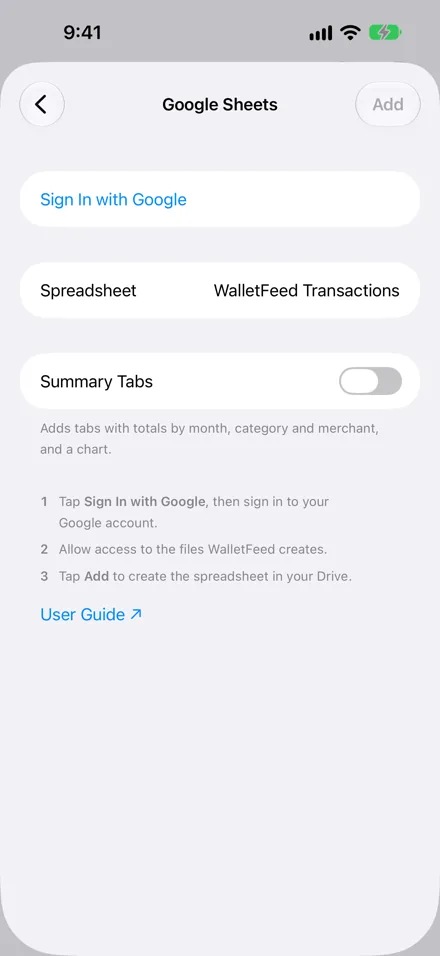 9:41
Google Sheets
Add
Sign In with Google
Spreadsheet WalletFeed Transactions
Summary Tabs
Adds tabs with totals by month, category and merchant,
and a chart.
1 Tap Sign In with Google, then sign in to your
Google account.
2 Allow access to the files WalletFeed creates.
3 Tap Add to create the spreadsheet in your Drive.
User Guide ↗